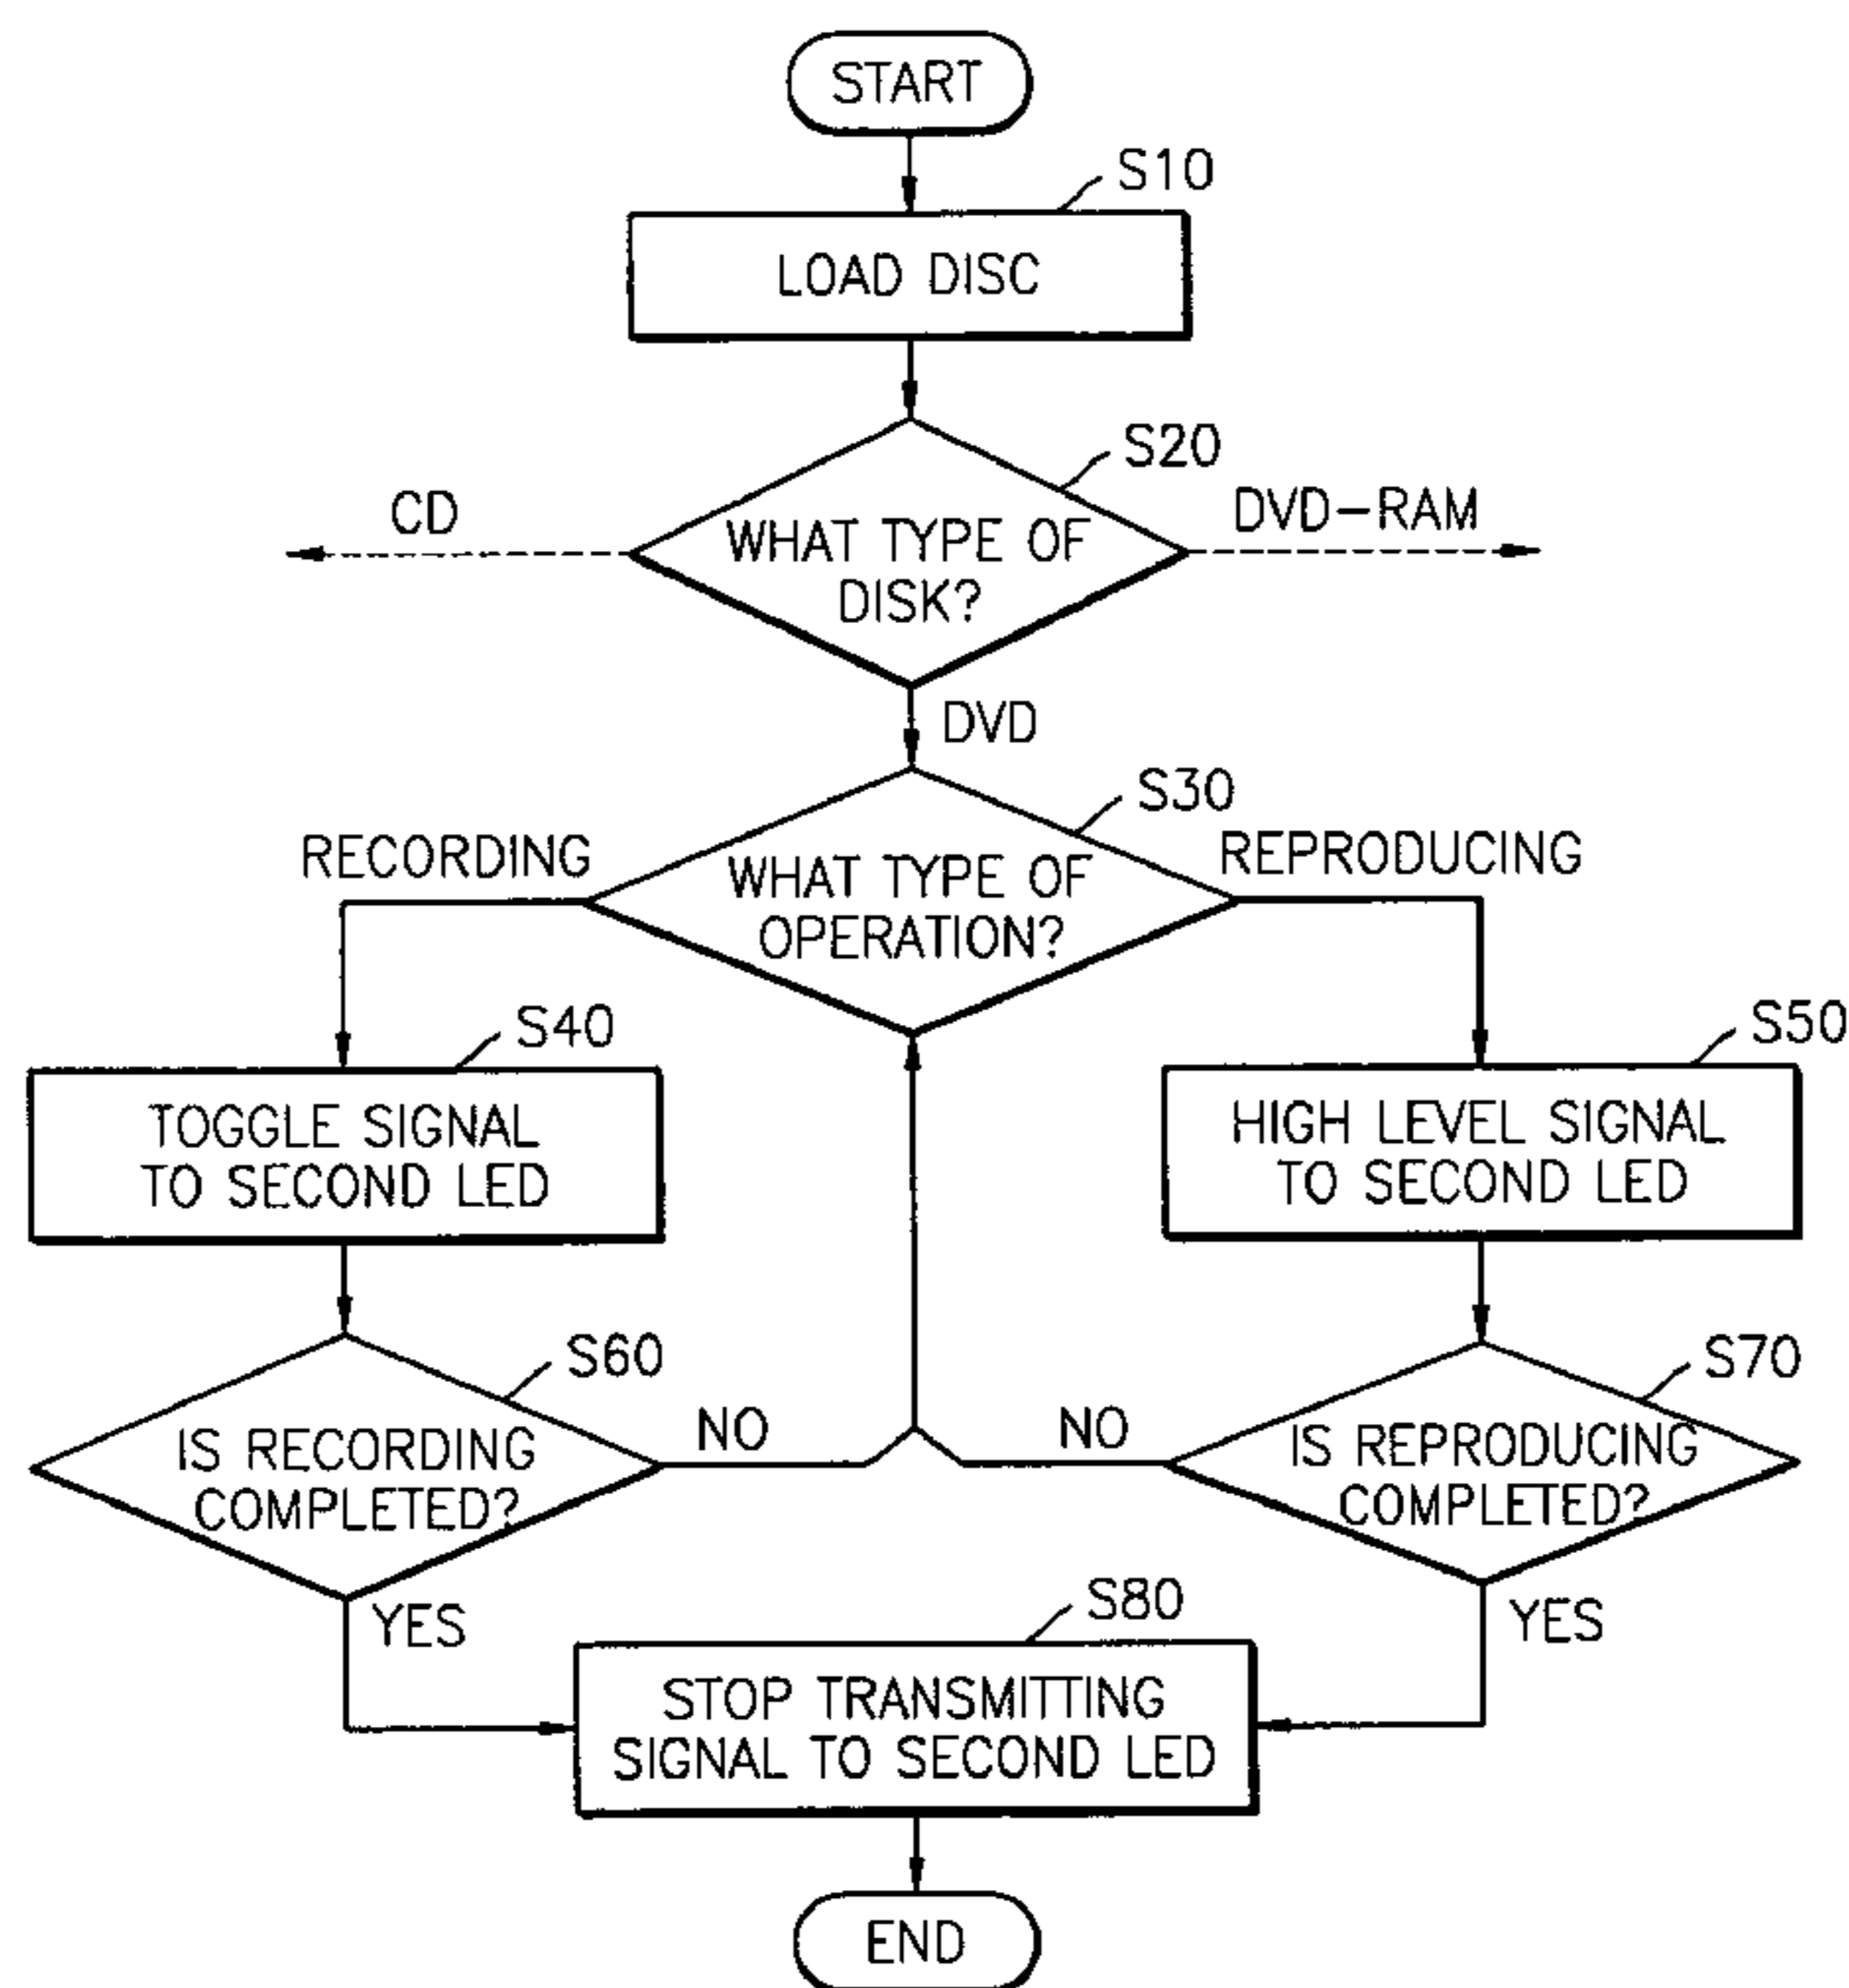 START
S10
LOAD DISC
S20
CD
DVD-RAM
WHAT TYPE OF
DISK?
DVD
S30
RECORDING
REPRODUCING
WHAT TYPE OF
OPERATION?
S40
S50
TOGGLE SIGNAL
TO SECOND LED
HIGH LEVEL SIGNAL
TO SECOND LED
S60
S70
NO
NO
IS RECORDING
COMPLETED?
IS REPRODUCING
COMPLETED?
YES
S80
YES
STOP TRANSMITTING
SIGNAL TO SECOND LED
END